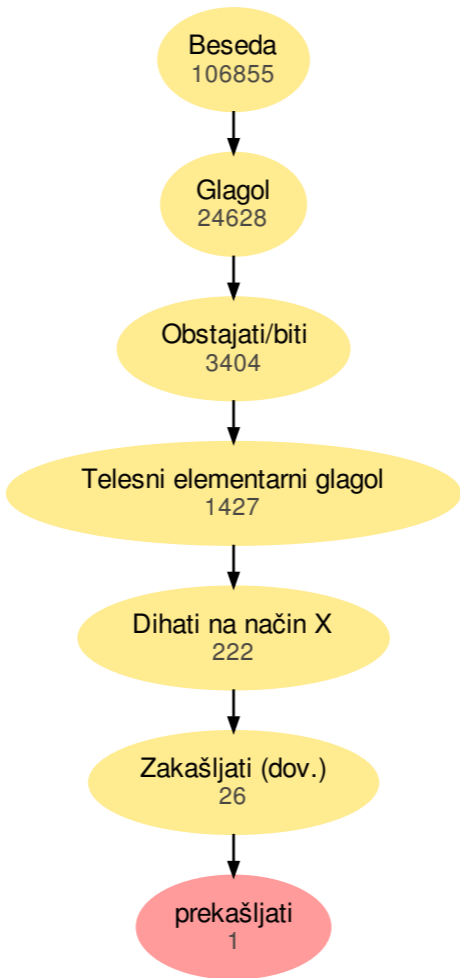 Beseda
106855
Glagol
24628
Obstajati/biti
3404
Telesni elementarni glagol
1427
Dihati na način X
222
Zakašljati (dov.)
26
prekašljati
1